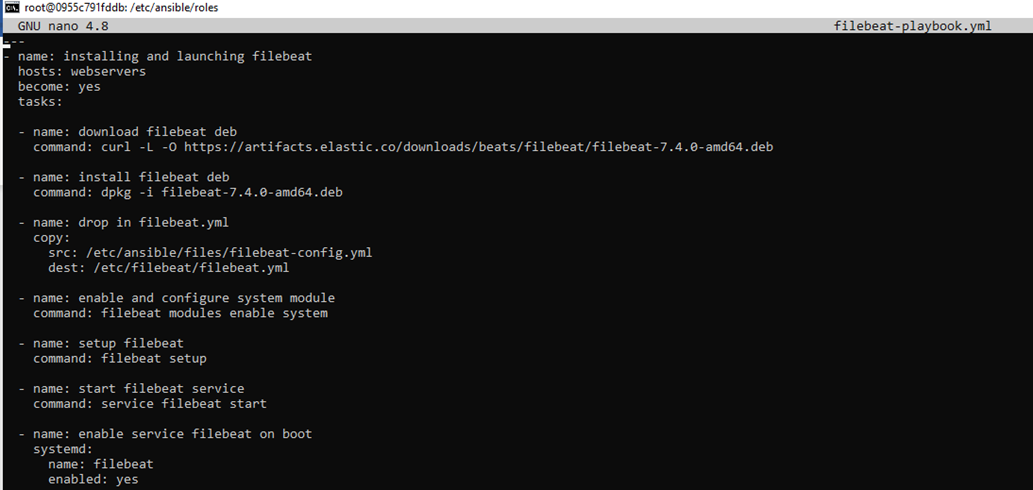 root@0955c791fddb: /etc/ansible/roles
GNU nano 4.8 filebeat-playbook.yml
---
- name: installing and launching filebeat
  hosts: webservers
  become: yes
  tasks:

  - name: download filebeat deb
    command: curl -L -O https://artifacts.elastic.co/downloads/beats/filebeat/filebeat-7.4.0-amd64.deb

  - name: install filebeat deb
    command: dpkg -i filebeat-7.4.0-amd64.deb

  - name: drop in filebeat.yml
    copy:
      src: /etc/ansible/files/filebeat-config.yml
      dest: /etc/filebeat/filebeat.yml

  - name: enable and configure system module
    command: filebeat modules enable system

  - name: setup filebeat
    command: filebeat setup

  - name: start filebeat service
    command: service filebeat start

  - name: enable service filebeat on boot
    systemd:
      name: filebeat
      enabled: yes